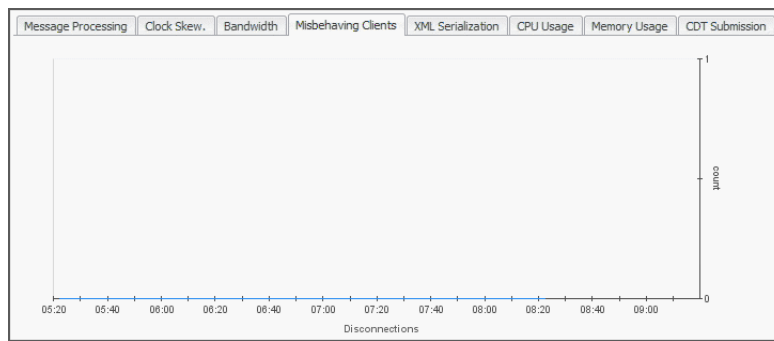 Message Processing Clock Skew. Bandwidth Misbehaving Clients XML Serialization CPU Usage Memory Usage CDT Submission
1
count
0
05:20 05:40 06:00 06:20 06:40 07:00 07:20 07:40 08:00 08:20 08:40 09:00
Disconnections